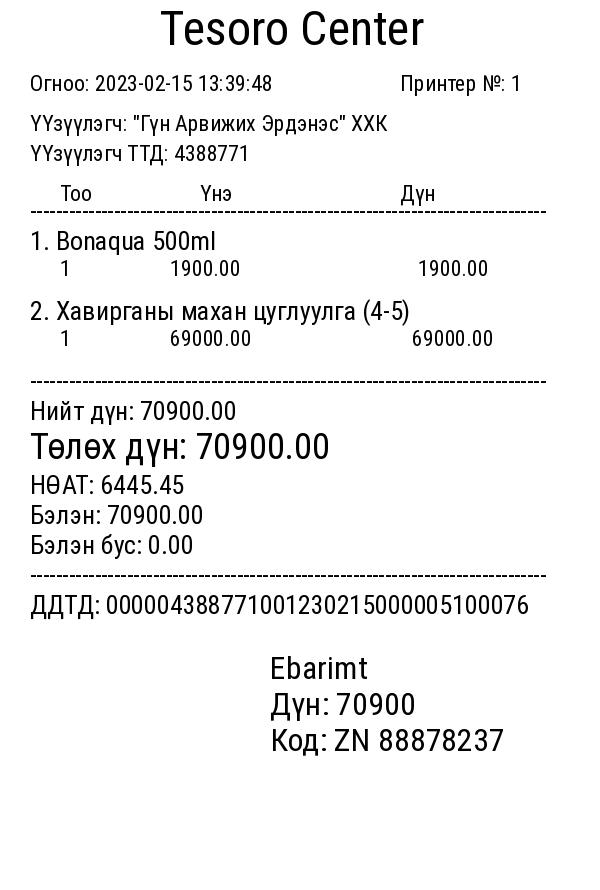 Tesoro Center
Огноо: 2023-02-15 13:39:48 Принтер №: 1
ҮҮзүүлэгч: "Гүн Арвижих Эрдэнэс" ХХК
ҮҮзүүлэгч ТТД: 4388771
Тоо Үнэ Дүн
--------------------------------------------------------------------------------
1. Bonaqua 500ml
1 1900.00 1900.00
2. Хавирганы махан цуглуулга (4-5)
1 69000.00 69000.00
--------------------------------------------------------------------------------
Нийт дүн: 70900.00
Төлөх дүн: 70900.00
НӨАТ: 6445.45
Бэлэн: 70900.00
Бэлэн бус: 0.00
--------------------------------------------------------------------------------
ДДТД: 000004388771001230215000005100076
Ebarimt
Дүн: 70900
Код: ZN 88878237